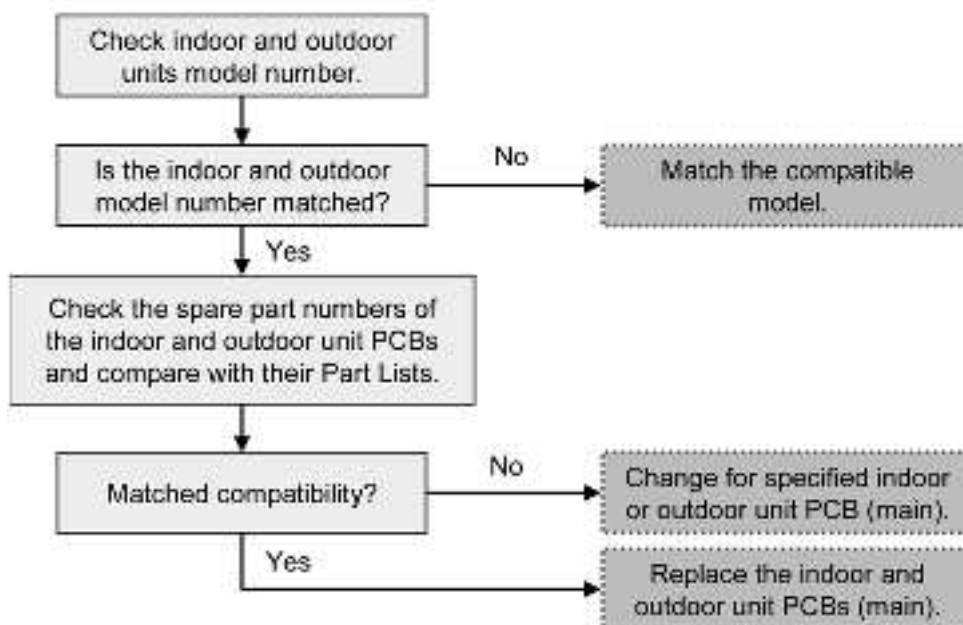 Check indoor and outdoor
units model number.
Is the indoor and outdoor
model number matched?
No
Match the compatible
model.
Yes
Check the spare part numbers of
the indoor and outdoor unit PCBs
and compare with their Part Lists.
Matched compatibility?
No
Change for specified indoor
or outdoor unit PCB (main).
Yes
Replace the indoor and
outdoor unit PCBs (main).